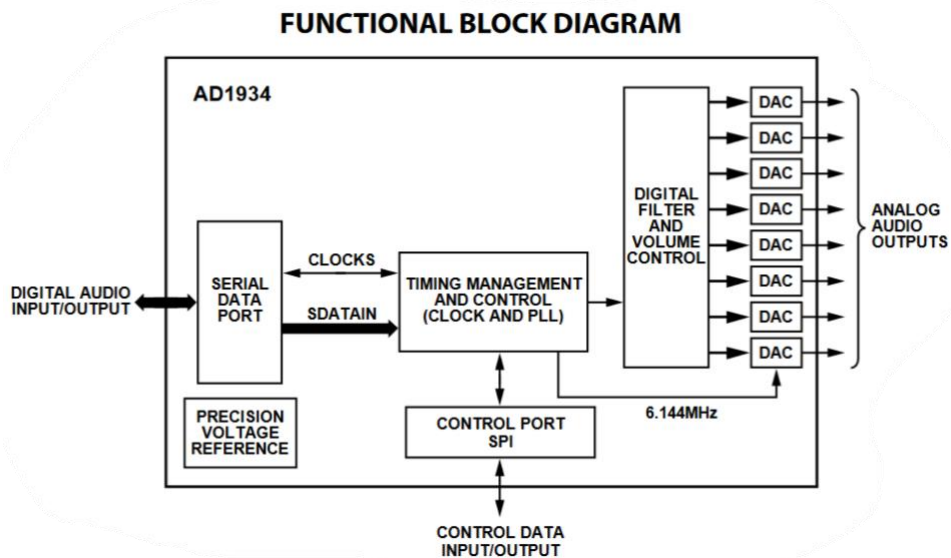 FUNCTIONAL BLOCK DIAGRAM
AD1934
DAC
DAC
DAC
DAC
DAC
DAC
DAC
DAC
DIGITAL
FILTER
AND
VOLUME
CONTROL
ANALOG
AUDIO
OUTPUTS
DIGITAL AUDIO
INPUT/OUTPUT
SERIAL
DATA
PORT
CLOCKS
SDATAIN
TIMING MANAGEMENT
AND CONTROL
(CLOCK AND PLL)
6.144MHz
PRECISION
VOLTAGE
REFERENCE
CONTROL PORT
SPI
CONTROL DATA
INPUT/OUTPUT